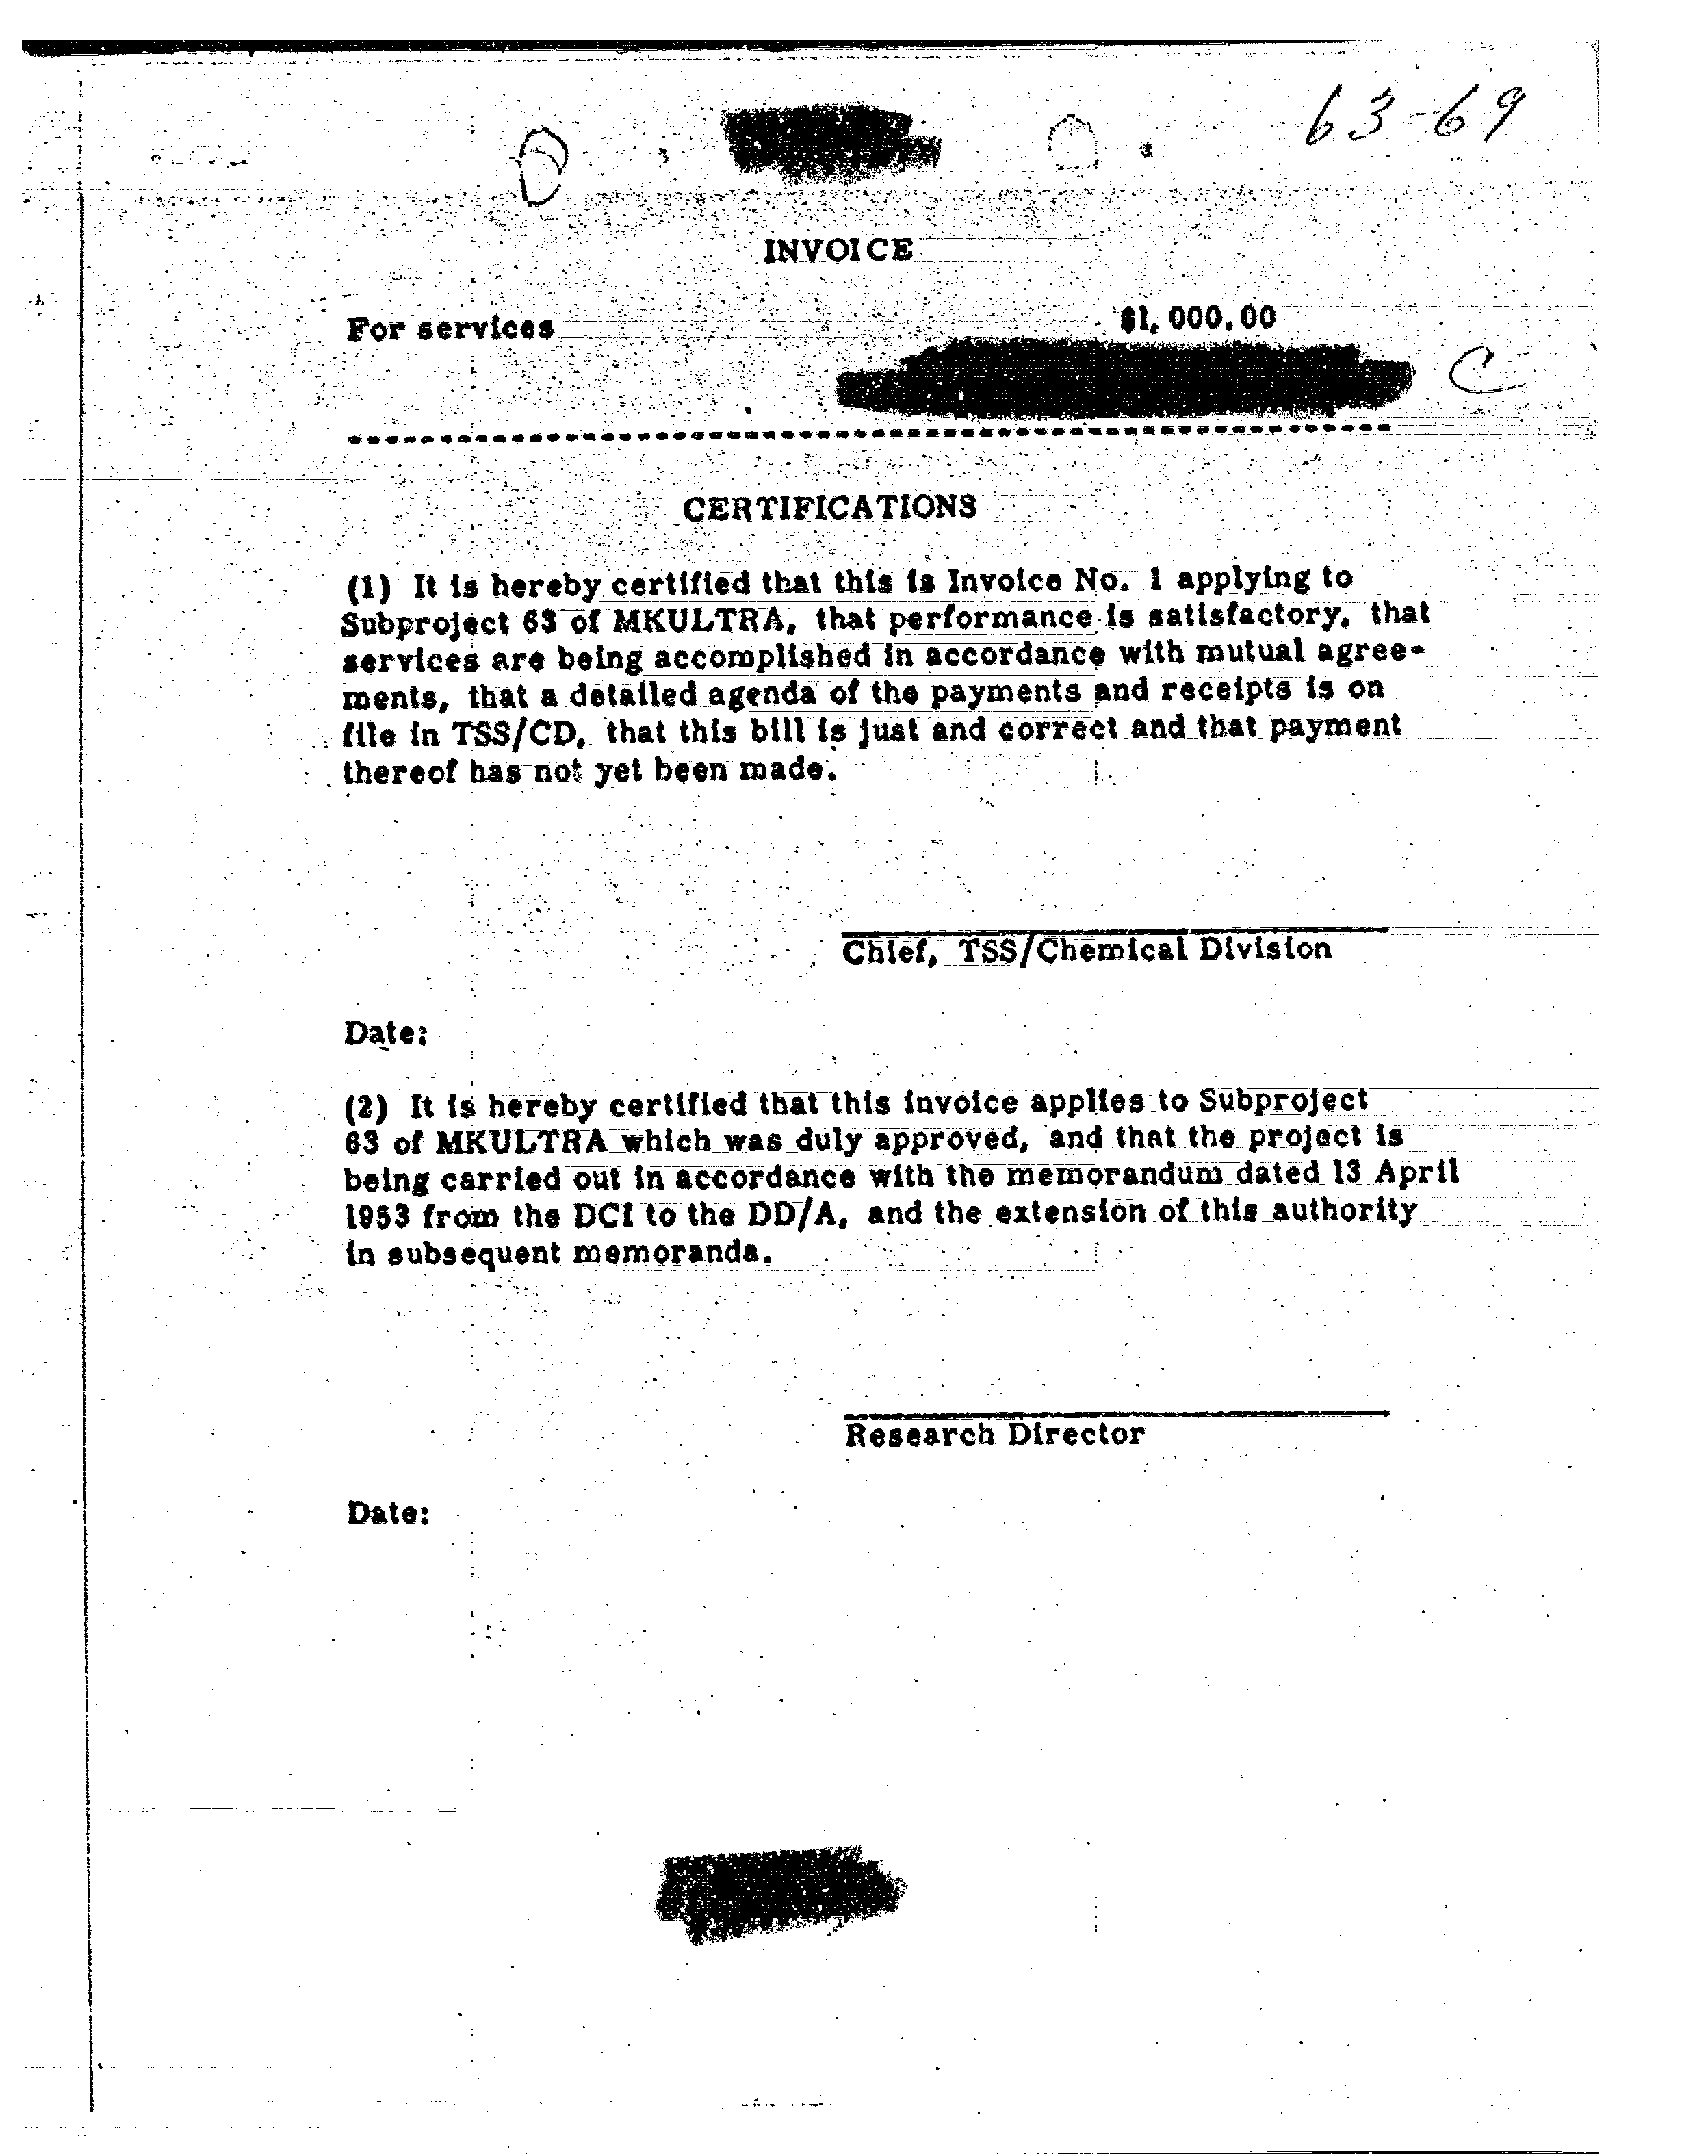 63-69
INVOICE
For services $1,000.00
C
CERTIFICATIONS
(1) It is hereby certified that this is Invoice No. 1 applying to
Subproject 63 of MKULTRA, that performance is satisfactory, that
services are being accomplished in accordance with mutual agree-
ments, that a detailed agenda of the payments and receipts is on
file in TSS/CD, that this bill is just and correct and that payment
thereof has not yet been made.
Chief, TSS/Chemical Division
Date:
(2) It is hereby certified that this invoice applies to Subproject
63 of MKULTRA which was duly approved, and that the project is
being carried out in accordance with the memorandum dated 13 April
1953 from the DCI to the DD/A, and the extension of this authority
in subsequent memoranda.
Research Director
Date: